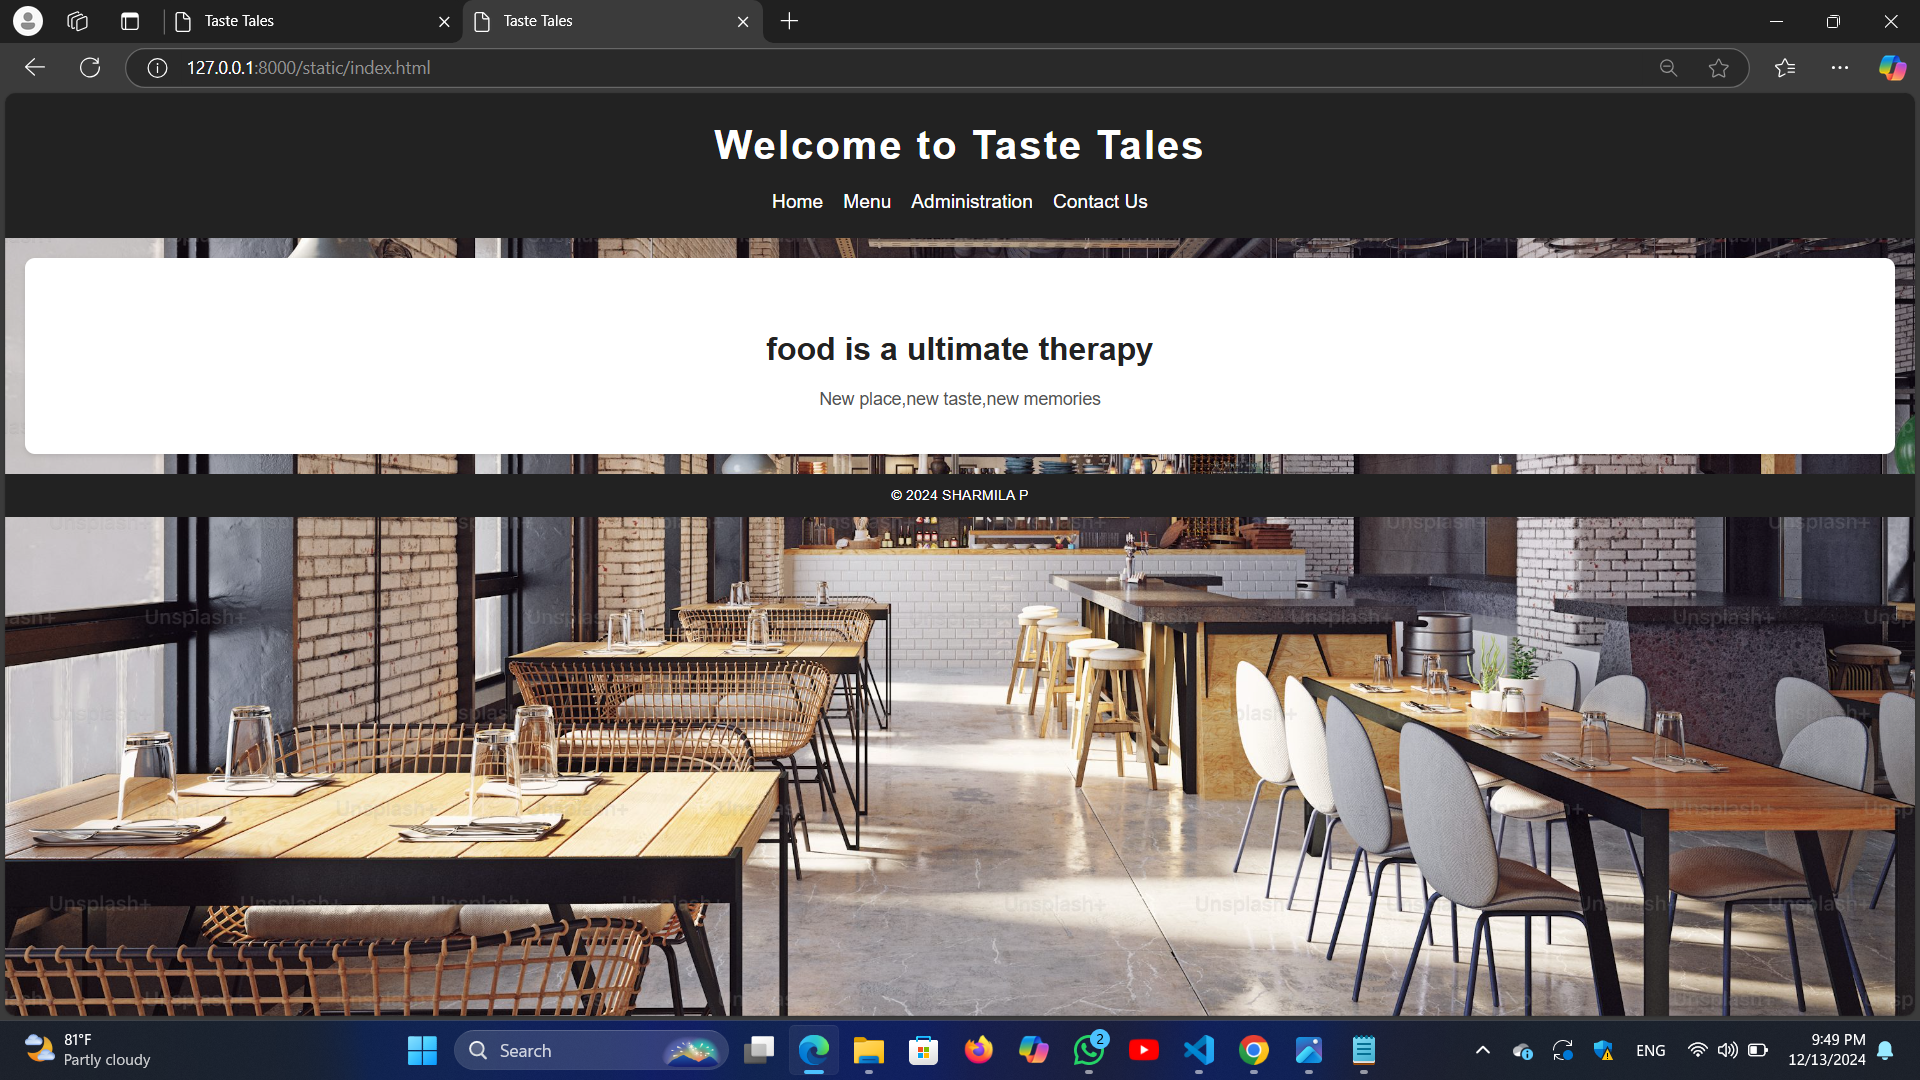 Taste Tales
Taste Tales
127.0.0.1:8000/static/index.html
Welcome to Taste Tales
Home Menu Administration Contact Us
food is a ultimate therapy
New place,new taste,new memories
© 2024 SHARMILA P
Unsplash+
Unsplash+
Unsplash+
Unsplash+
Unsplash+
Unsplash+
Unsplash+
81°F
Partly cloudy
Search
2
ENG
9:49 PM
12/13/2024